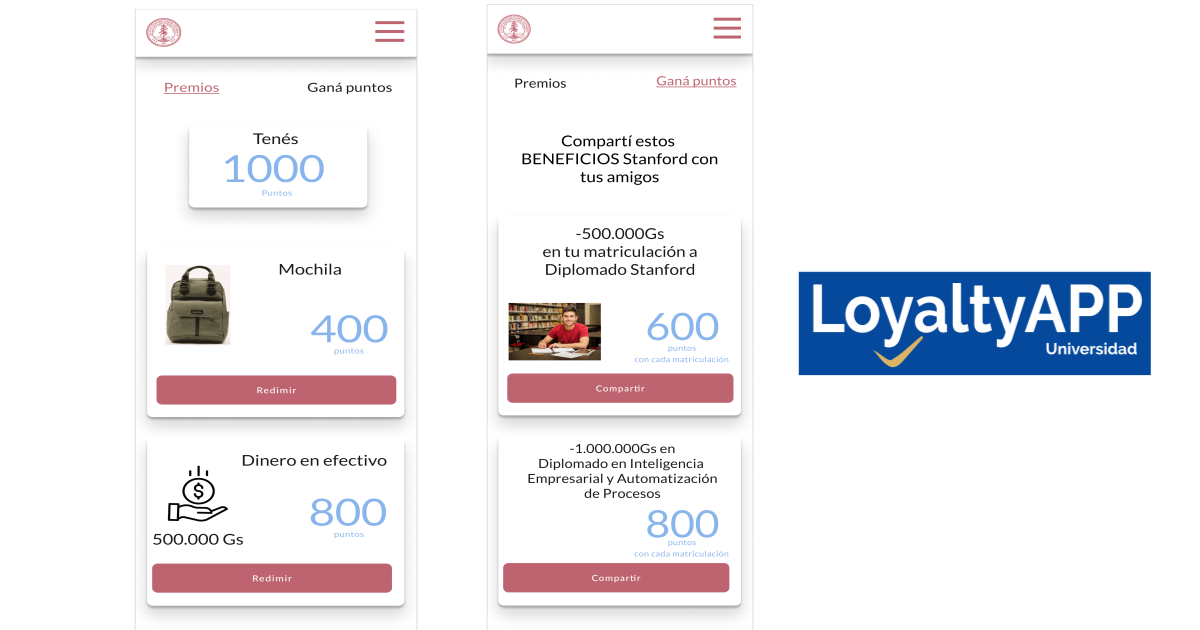 Premios
Ganá puntos
Tenés
1000
Puntos
Mochila
400
puntos
Redimir
Dinero en efectivo
800
puntos
500.000 Gs
Redimir
Premios
Ganá puntos
Compartí estos
BENEFICIOS Stanford con
tus amigos
-500.000Gs
en tu matriculación a
Diplomado Stanford
600
puntos
con cada matriculación
Compartir
-1.000.000Gs en
Diplomado en Inteligencia
Empresarial y Automatización
de Procesos
800
puntos
con cada matriculación
Compartir
LoyaltyAPP
Universidad